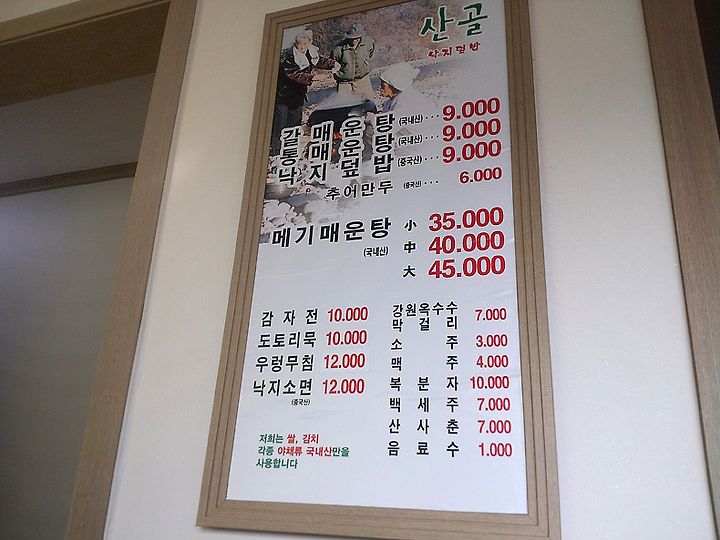 산골
낙지덮밥
갈매운탕(국내산)...9.000
통매운탕(국내산)...9.000
낙지덮밥(중국산)...9.000
추어만두(중국산)...6.000
메기매운탕 小 35.000
(국내산) 中 40.000
大 45.000
감자전 10.000
도토리묵 10.000
우렁무침 12.000
낙지소면 12.000
(중국산)
강원옥수수
막걸리 7.000
소주 3.000
맥주 4.000
복분자 10.000
백세주 7.000
산사춘 7.000
음료수 1.000
저희는 쌀, 김치
각종 야채류 국내산만을
사용합니다